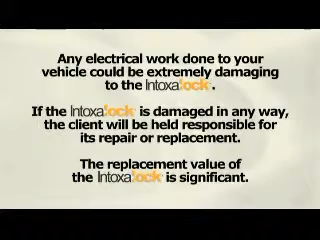 Any electrical work done to your
vehicle could be extremely damaging
to the Intoxalock.
If the Intoxalock is damaged in any way,
the client will be held responsible for
its repair or replacement.
The replacement value of
the Intoxalock is significant.